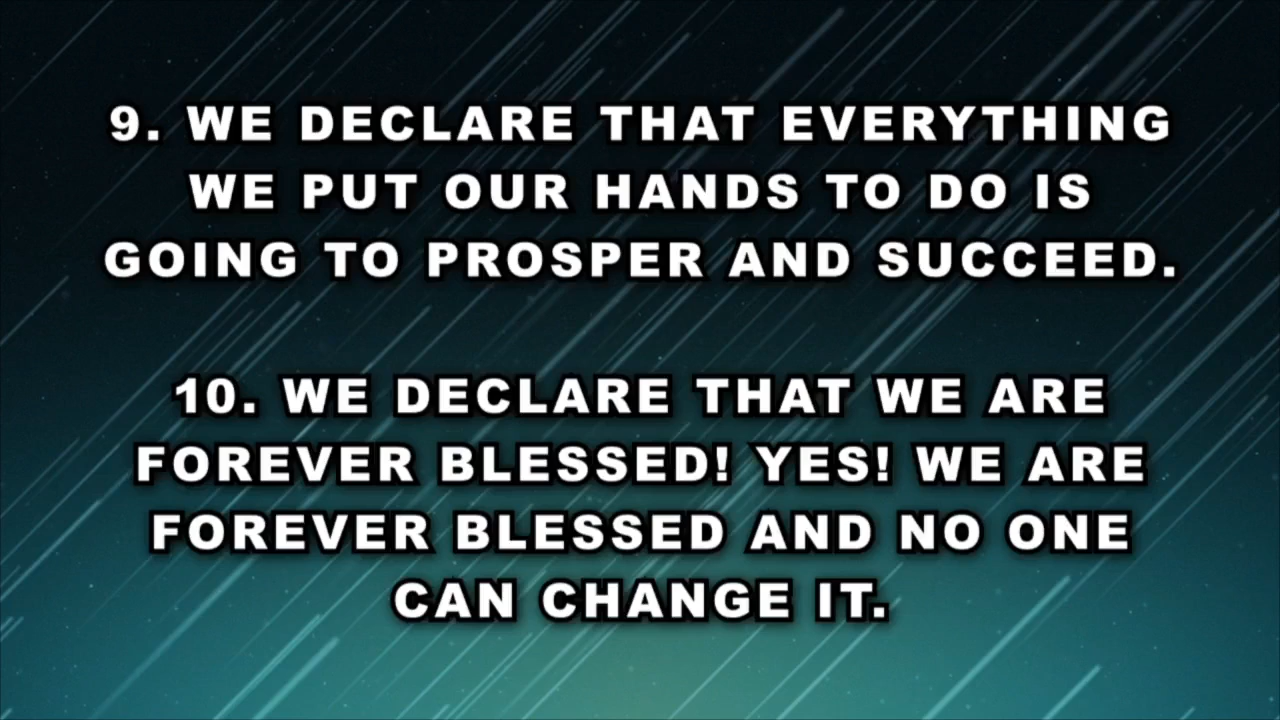 9. WE DECLARE THAT EVERYTHING
WE PUT OUR HANDS TO DO IS
GOING TO PROSPER AND SUCCEED.
10. WE DECLARE THAT WE ARE
FOREVER BLESSED! YES! WE ARE
FOREVER BLESSED AND NO ONE
CAN CHANGE IT.